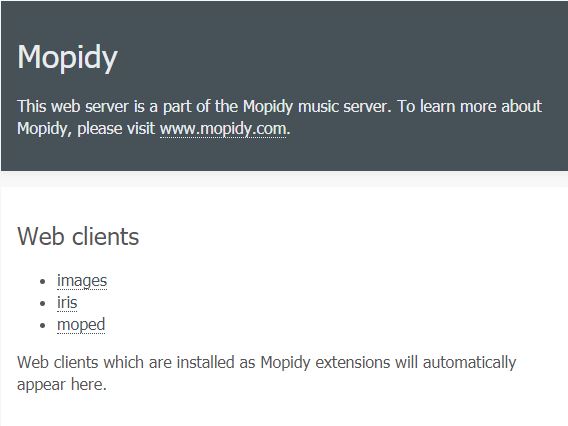 Mopidy
This web server is a part of the Mopidy music server. To learn more about
Mopidy, please visit www.mopidy.com.
Web clients
images
iris
moped
Web clients which are installed as Mopidy extensions will automatically
appear here.